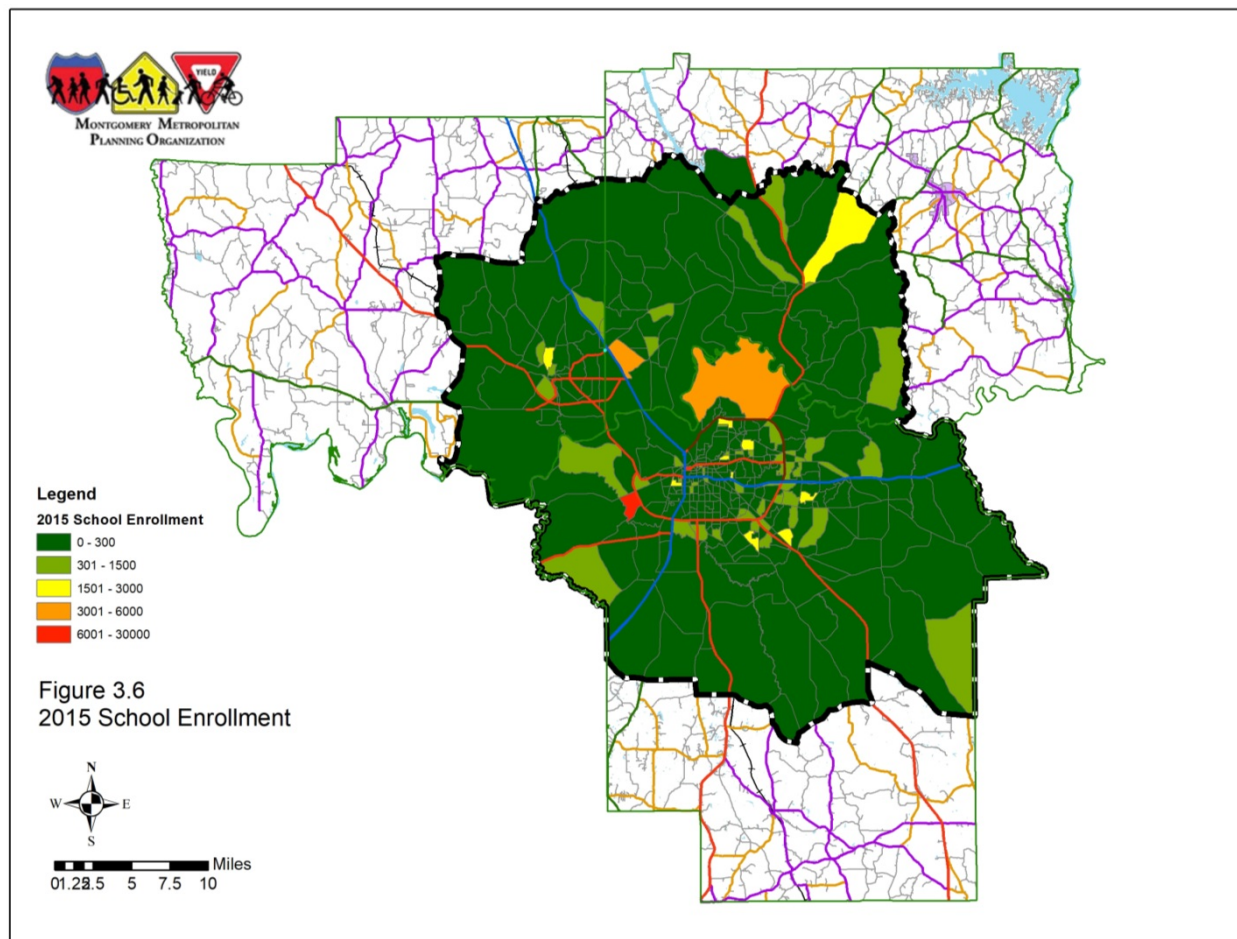 YIELD
MONTGOMERY METROPOLITAN
PLANNING ORGANIZATION
Legend
2015 School Enrollment
0 - 300
301 - 1500
1501 - 3000
3001 - 6000
6001 - 30000
Figure 3.6
2015 School Enrollment
N
W E
S
Miles
5 7.5 10